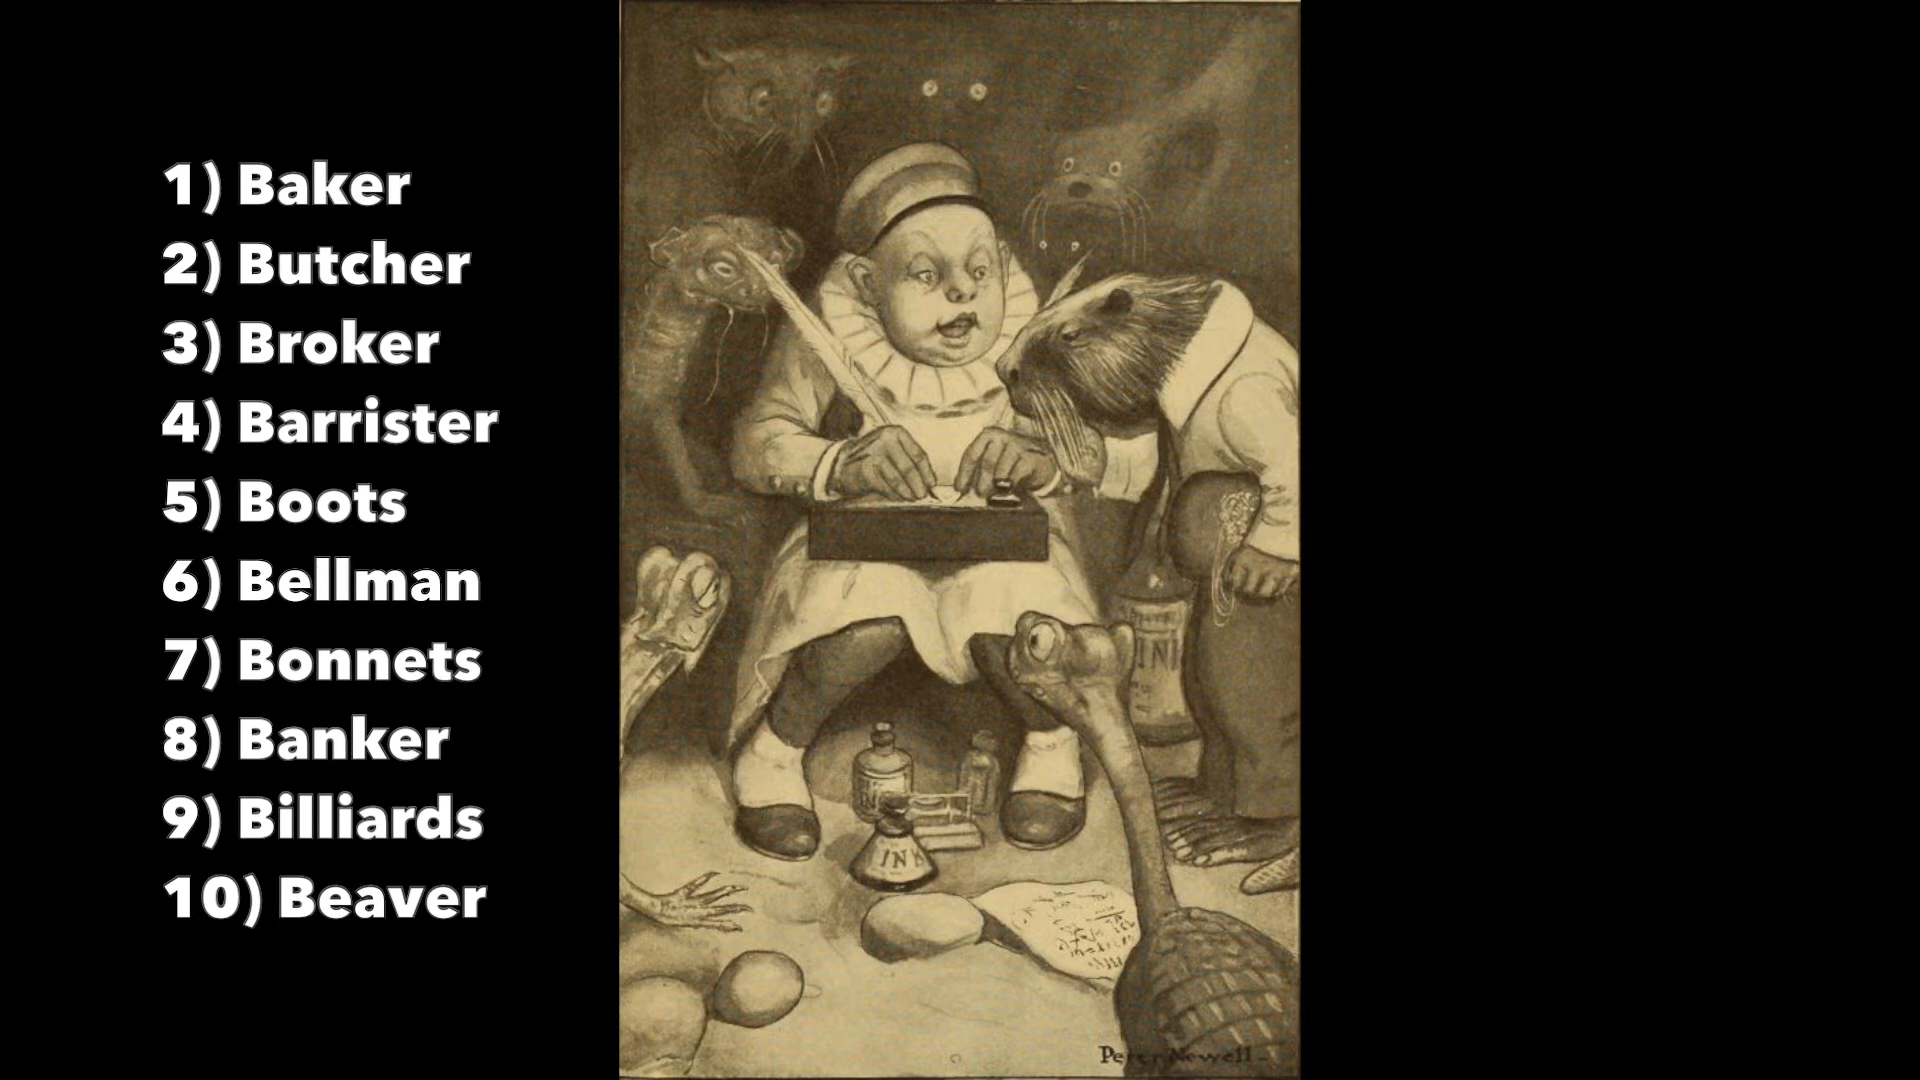 1) Baker
2) Butcher
3) Broker
4) Barrister
5) Boots
6) Bellman
7) Bonnets
8) Banker
9) Billiards
10) Beaver
INK
Peter Newell